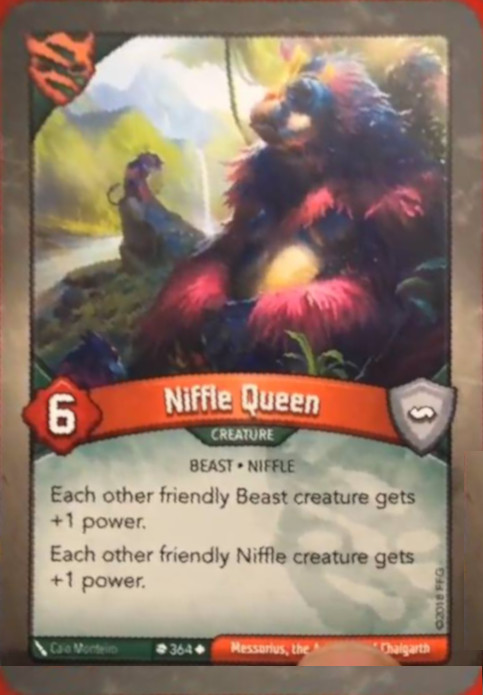 6
Niffle Queen
CREATURE
BEAST • NIFFLE
Each other friendly Beast creature gets
+1 power.
Each other friendly Niffle creature gets
+1 power.
©2018 FFG
Caio Monteiro
364
Messorius, the Chalgarth